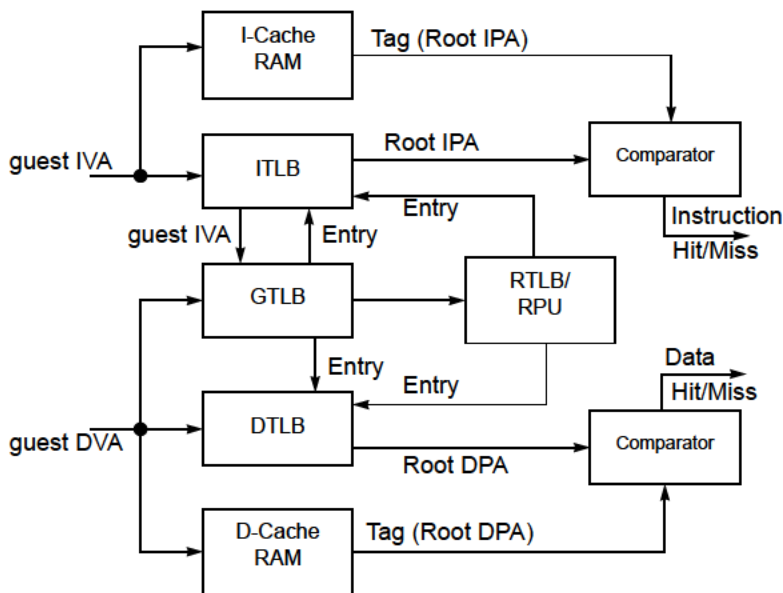 I-Cache
RAM
Tag (Root IPA)
guest IVA
ITLB
Root IPA
Comparator
Entry
Instruction
Hit/Miss
guest IVA
Entry
GTLB
RTLB/
RPU
Entry
Entry
Data
Hit/Miss
guest DVA
DTLB
Root DPA
Comparator
D-Cache
RAM
Tag (Root DPA)